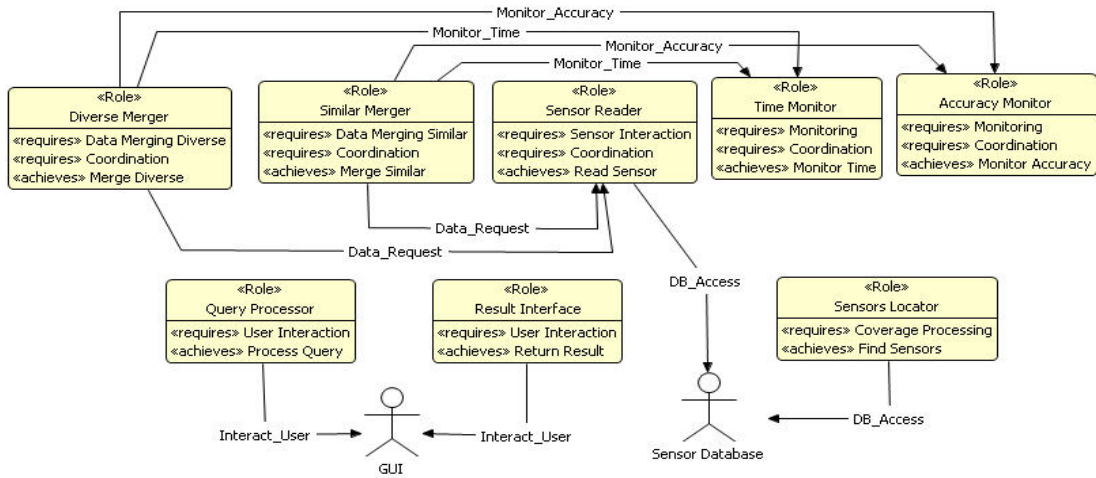 Monitor_Accuracy
Monitor_Time
Monitor_Accuracy
Monitor_Time
«Role»
Diverse Merger
«requires» Data Merging Diverse
«requires» Coordination
«achieves» Merge Diverse
«Role»
Similar Merger
«requires» Data Merging Similar
«requires» Coordination
«achieves» Merge Similar
«Role»
Sensor Reader
«requires» Sensor Interaction
«requires» Coordination
«achieves» Read Sensor
«Role»
Time Monitor
«requires» Monitoring
«requires» Coordination
«achieves» Monitor Time
«Role»
Accuracy Monitor
«requires» Monitoring
«requires» Coordination
«achieves» Monitor Accuracy
Data_Request
Data_Request
DB_Access
«Role»
Query Processor
«requires» User Interaction
«achieves» Process Query
«Role»
Result Interface
«requires» User Interaction
«achieves» Return Result
«Role»
Sensors Locator
«requires» Coverage Processing
«achieves» Find Sensors
Interact_User
Interact_User
DB_Access
GUI
Sensor Database